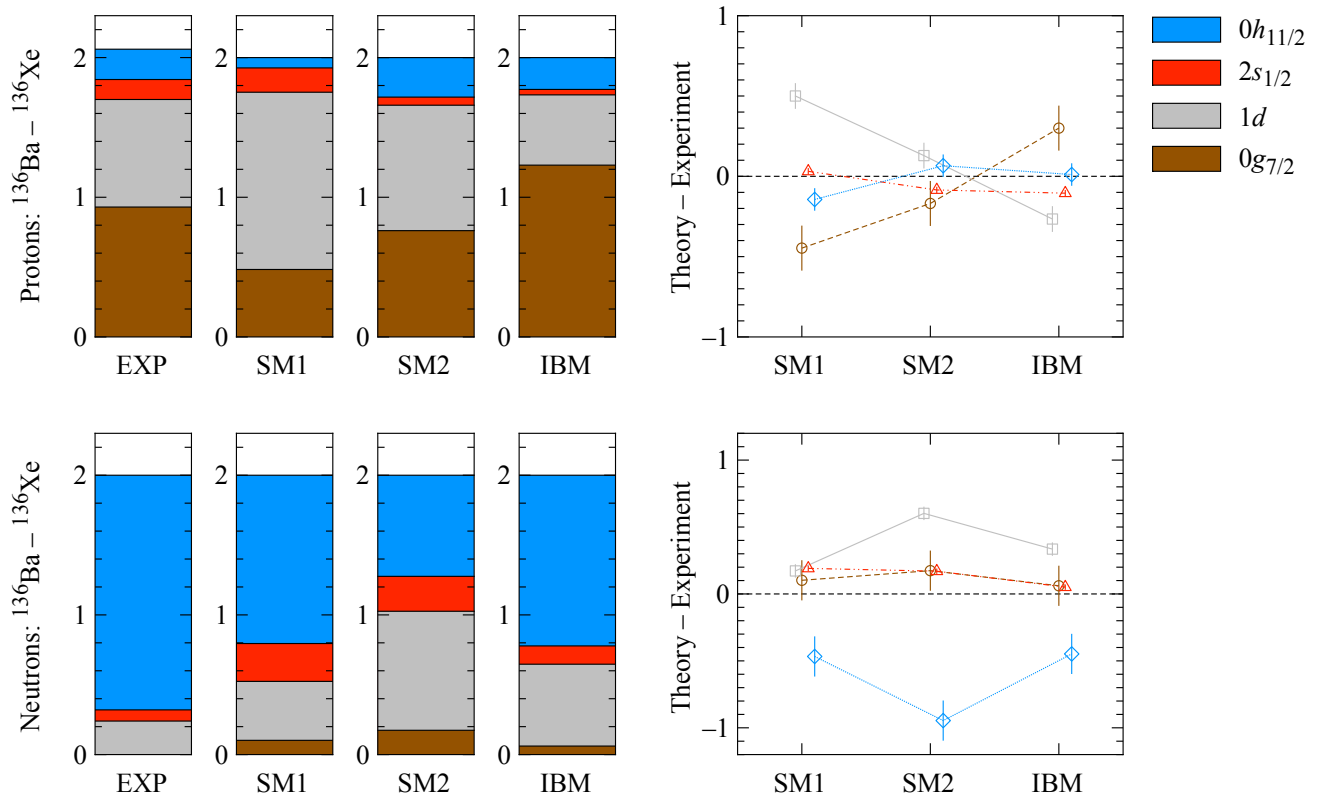 Protons: ¹³⁶Ba – ¹³⁶Xe
2
1
0
EXP
2
1
0
SM1
2
1
0
SM2
2
1
0
IBM
Theory – Experiment
1
0
–1
SM1 SM2 IBM
0h11/2
2s1/2
1d
0g7/2
Neutrons: ¹³⁶Ba – ¹³⁶Xe
2
1
0
EXP
2
1
0
SM1
2
1
0
SM2
2
1
0
IBM
Theory – Experiment
1
0
–1
SM1 SM2 IBM